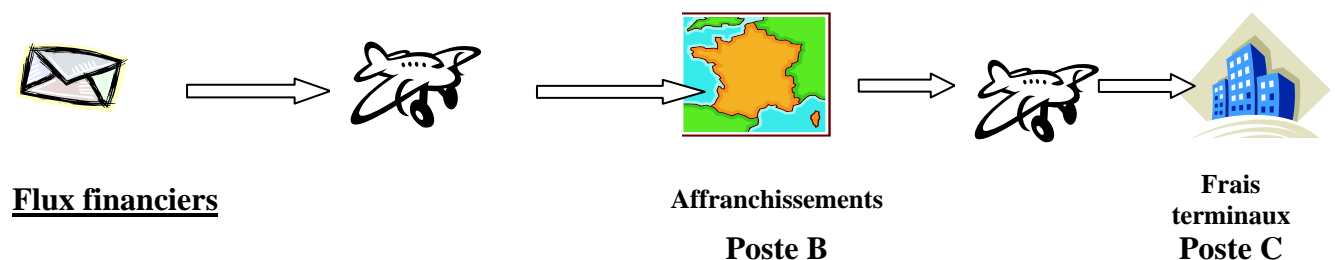 Flux financiers
Affranchissements
Poste B
Frais
terminaux
Poste C